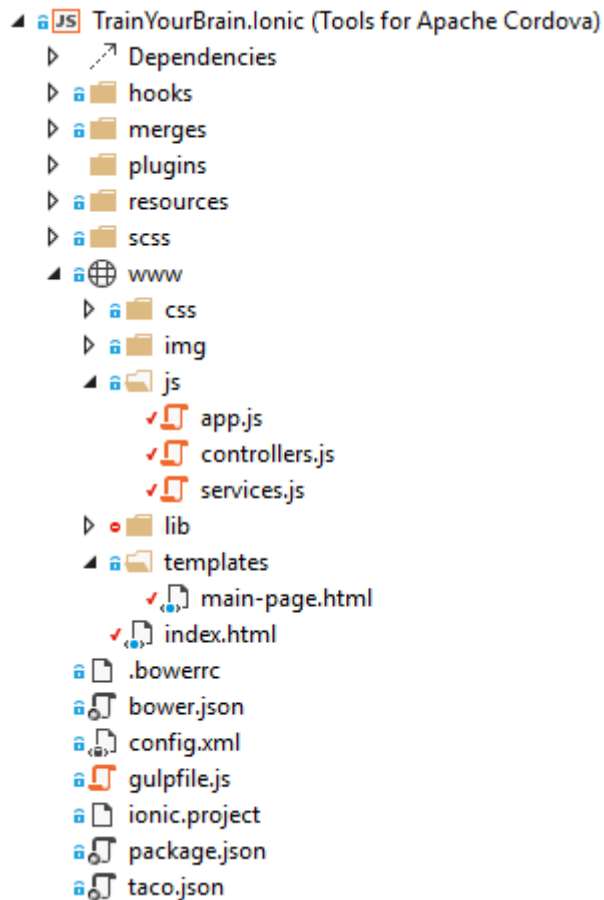 JS TrainYourBrain.Ionic (Tools for Apache Cordova)
Dependencies
hooks
merges
plugins
resources
scss
www
css
img
js
app.js
controllers.js
services.js
lib
templates
main-page.html
index.html
.bowerrc
bower.json
config.xml
gulpfile.js
ionic.project
package.json
taco.json